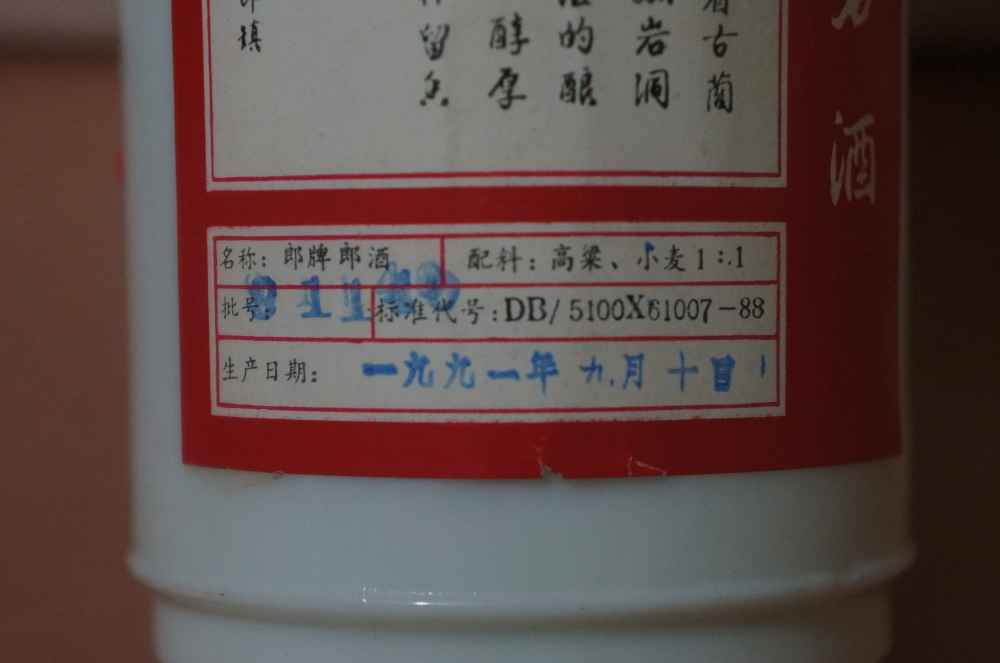 着古蔺
岩洞
的酿
醇厚
留
镇
酒
名称：郎牌郎酒
配料：高粱、小麦1:1
批号：
标准代号：DB/5100X61007-88
生产日期：一九九一年九月十日